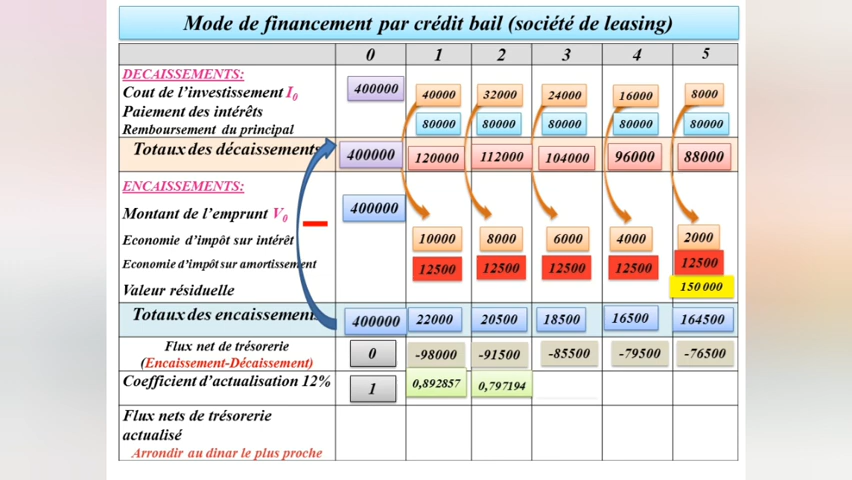 Mode de financement par crédit bail (société de leasing)
0 1 2 3 4 5
DECAISSEMENTS:
Cout de l'investissement I0 400000 40000 32000 24000 16000 8000
Paiement des intérêts
Remboursement du principal 80000 80000 80000 80000 80000
Totaux des décaissements 400000 120000 112000 104000 96000 88000
ENCAISSEMENTS:
Montant de l'emprunt V0 400000
Economie d'impôt sur intérêt 10000 8000 6000 4000 2000
Economie d'impôt sur amortissement 12500 12500 12500 12500 12500
Valeur résiduelle 150 000
Totaux des encaissements 400000 22000 20500 18500 16500 164500
Flux net de trésorerie
(Encaissement-Décaissement) 0 -98000 -91500 -85500 -79500 -76500
Coefficient d'actualisation 12% 1 0,892857 0,797194
Flux nets de trésorerie
actualisé
Arrondir au dinar le plus proche